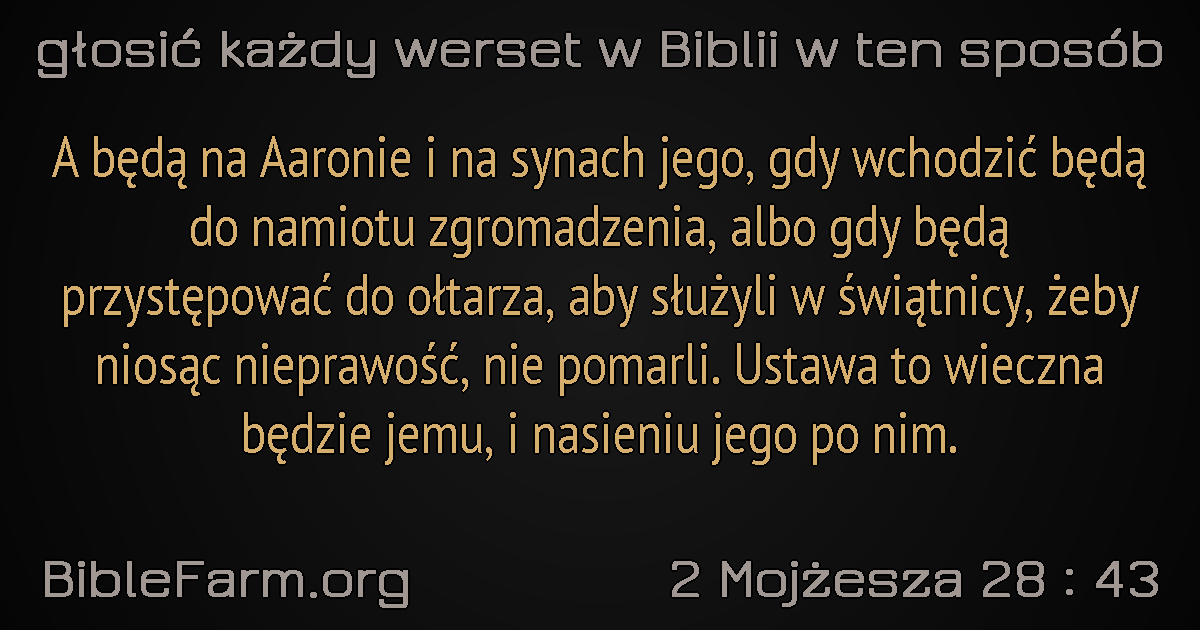 głosić każdy werset w Biblii w ten sposób
A będą na Aaronie i na synach jego, gdy wchodzić będą
do namiotu zgromadzenia, albo gdy będą
przystępować do ołtarza, aby służyli w świątnicy, żeby
niosąc nieprawość, nie pomarli. Ustawa to wieczna
będzie jemu, i nasieniu jego po nim.
BibleFarm.org
2 Mojżesza 28 : 43